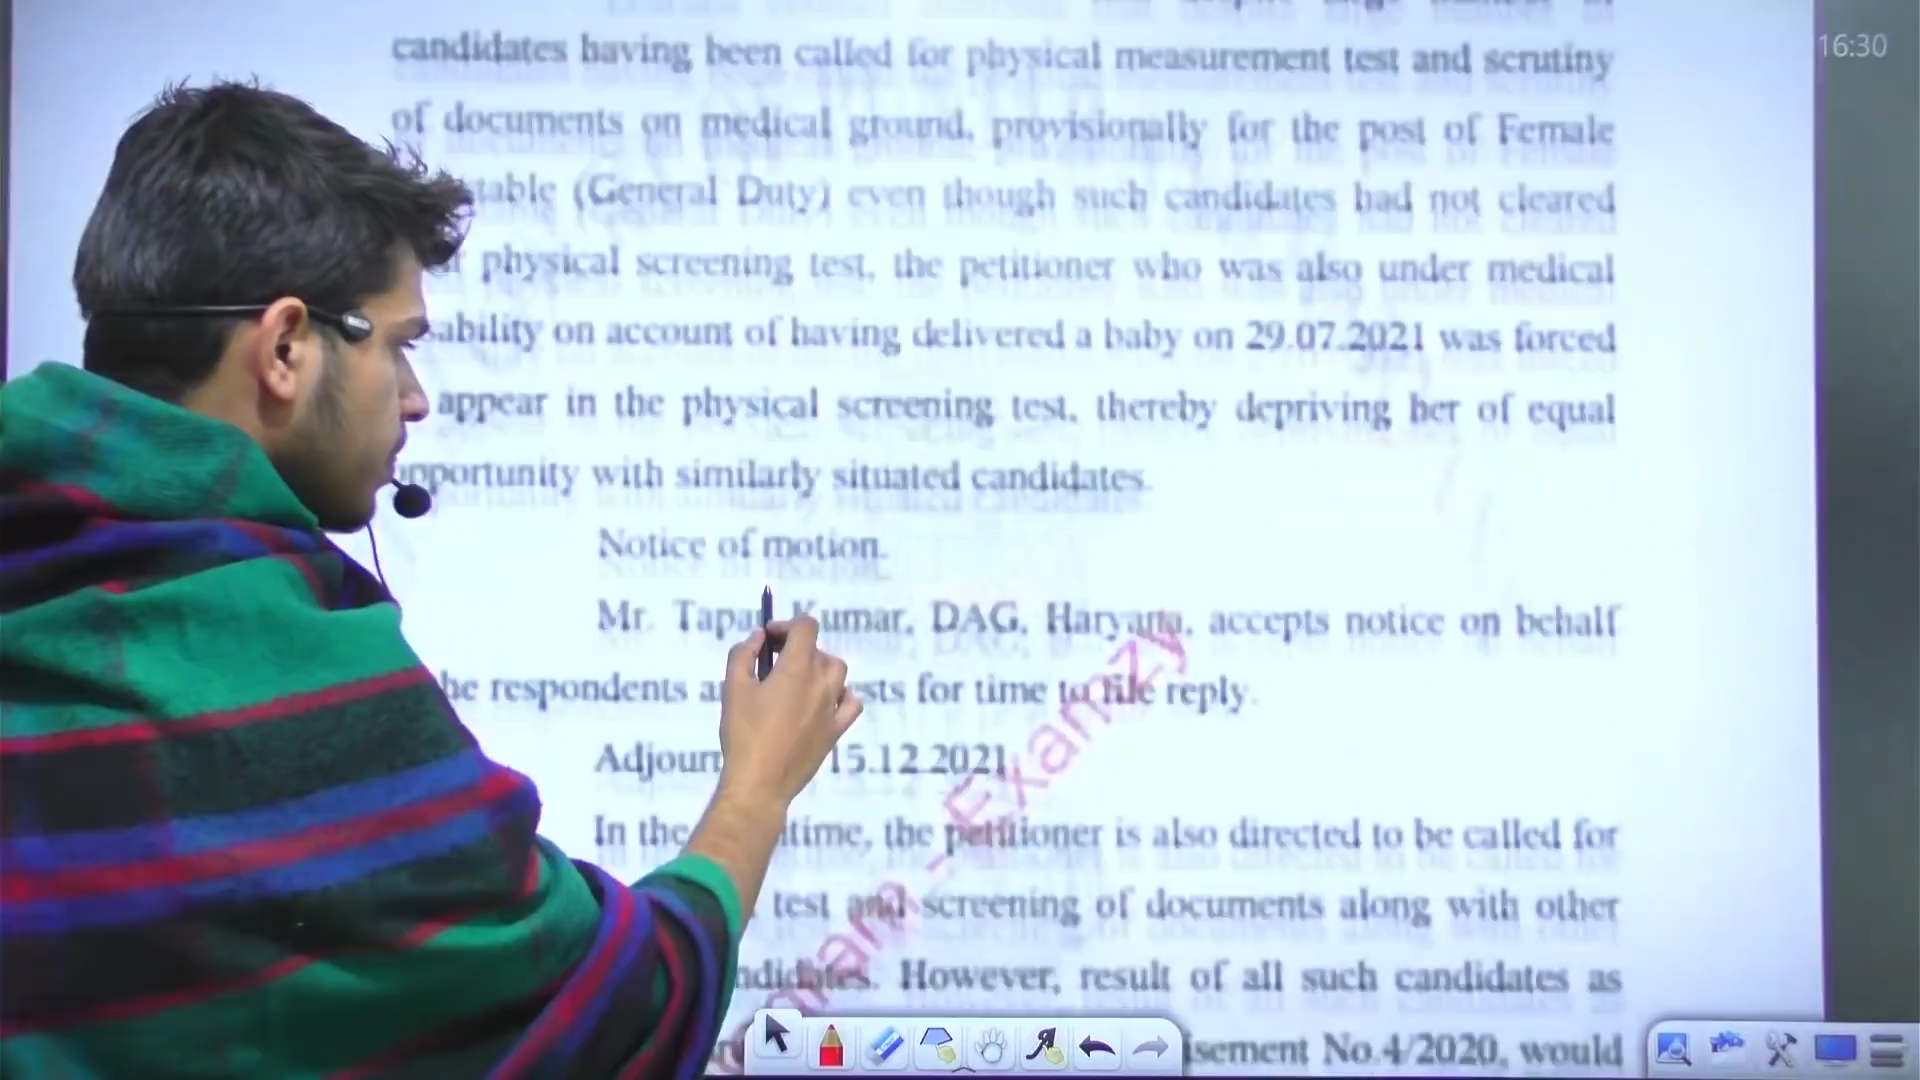 candidates having been called for physical measurement test and scrutiny
of documents on medical ground, provisionally for the post of Female
stable (General Duty) even though such candidates had not cleared
physical screening test, the petitioner who was also under medical
sability on account of having delivered a baby on 29.07.2021 was forced
appear in the physical screening test, thereby depriving her of equal
opportunity with similarly situated candidates.
Notice of motion.
Mr. Tapan Kumar, DAG, Haryana, accepts notice on behalf
he respondents ests for time to file reply.
Adjourn 15.12.2021
In the time, the petitioner is also directed to be called for
test and screening of documents along with other
ndidates. However, result of all such candidates as
isement No.4/2020, would
16:30
- Examzy